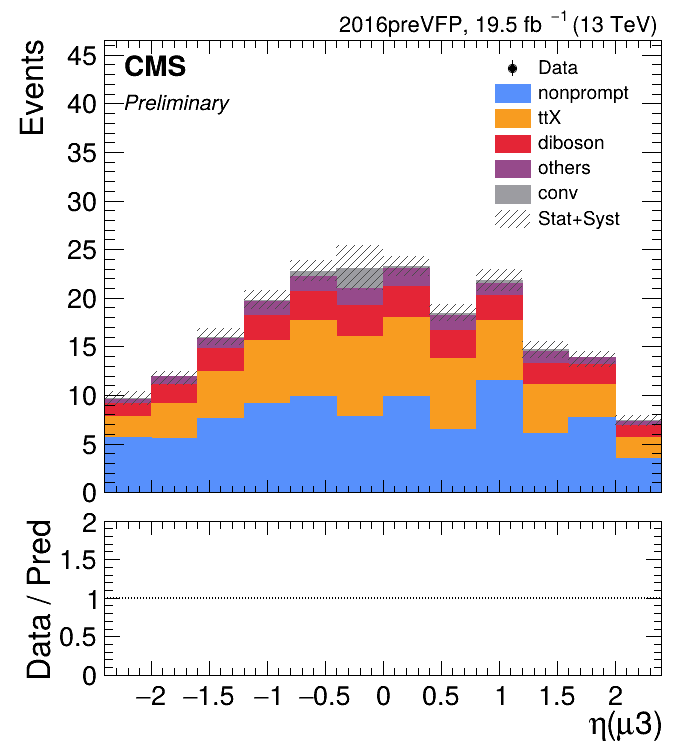 2016preVFP, 19.5 fb⁻¹ (13 TeV)
CMS
Preliminary
Events
Data
nonprompt
ttX
diboson
others
conv
Stat+Syst
45
40
35
30
25
20
15
10
5
0
Data / Pred
2
1.5
1
0.5
0
−2 −1.5 −1 −0.5 0 0.5 1 1.5 2
η(μ3)